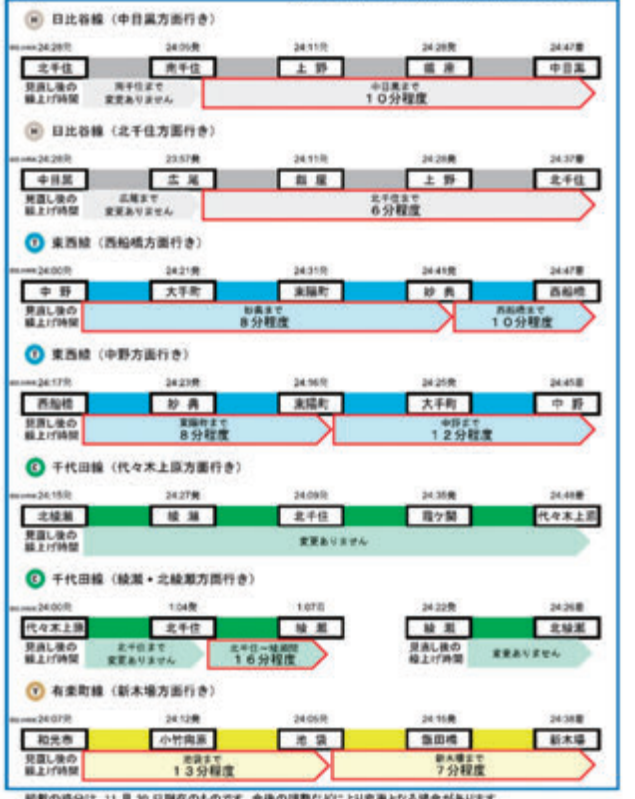 H 日比谷線（中目黒方面行き）
24:28発 24:05発 24:11発 24:28発 24:47着
北千住 南千住 上野 銀座 中目黒
見直し後の 南千住まで 中目黒まで
繰上げ時間 変更ありません 10分程度
H 日比谷線（北千住方面行き）
24:28発 23:57発 24:11発 24:28発 24:37着
中目黒 広尾 銀座 上野 北千住
見直し後の 広尾まで 北千住まで
繰上げ時間 変更ありません 6分程度
T 東西線（西船橋方面行き）
24:00発 24:21発 24:31発 24:41発 24:47着
中野 大手町 東陽町 妙典 西船橋
見直し後の 妙典まで 西船橋まで
繰上げ時間 8分程度 10分程度
T 東西線（中野方面行き）
24:17発 24:23発 24:16発 24:25発 24:45着
西船橋 妙典 東陽町 大手町 中野
見直し後の 東陽町まで 中野まで
繰上げ時間 8分程度 12分程度
C 千代田線（代々木上原方面行き）
24:15発 24:27発 24:09発 24:35発 24:48着
北綾瀬 綾瀬 北千住 霞ケ関 代々木上原
見直し後の
繰上げ時間 変更ありません
C 千代田線（綾瀬・北綾瀬方面行き）
24:00発 1:04発 1:07着 24:22発 24:26着
代々木上原 北千住 綾瀬 綾瀬 北綾瀬
見直し後の 北千住まで 北千住～綾瀬間 見直し後の
繰上げ時間 変更ありません 16分程度 繰上げ時間 変更ありません
Y 有楽町線（新木場方面行き）
24:07発 24:12発 24:05発 24:16発 24:38着
和光市 小竹向原 池袋 飯田橋 新木場
見直し後の 池袋まで 新木場まで
繰上げ時間 13分程度 7分程度